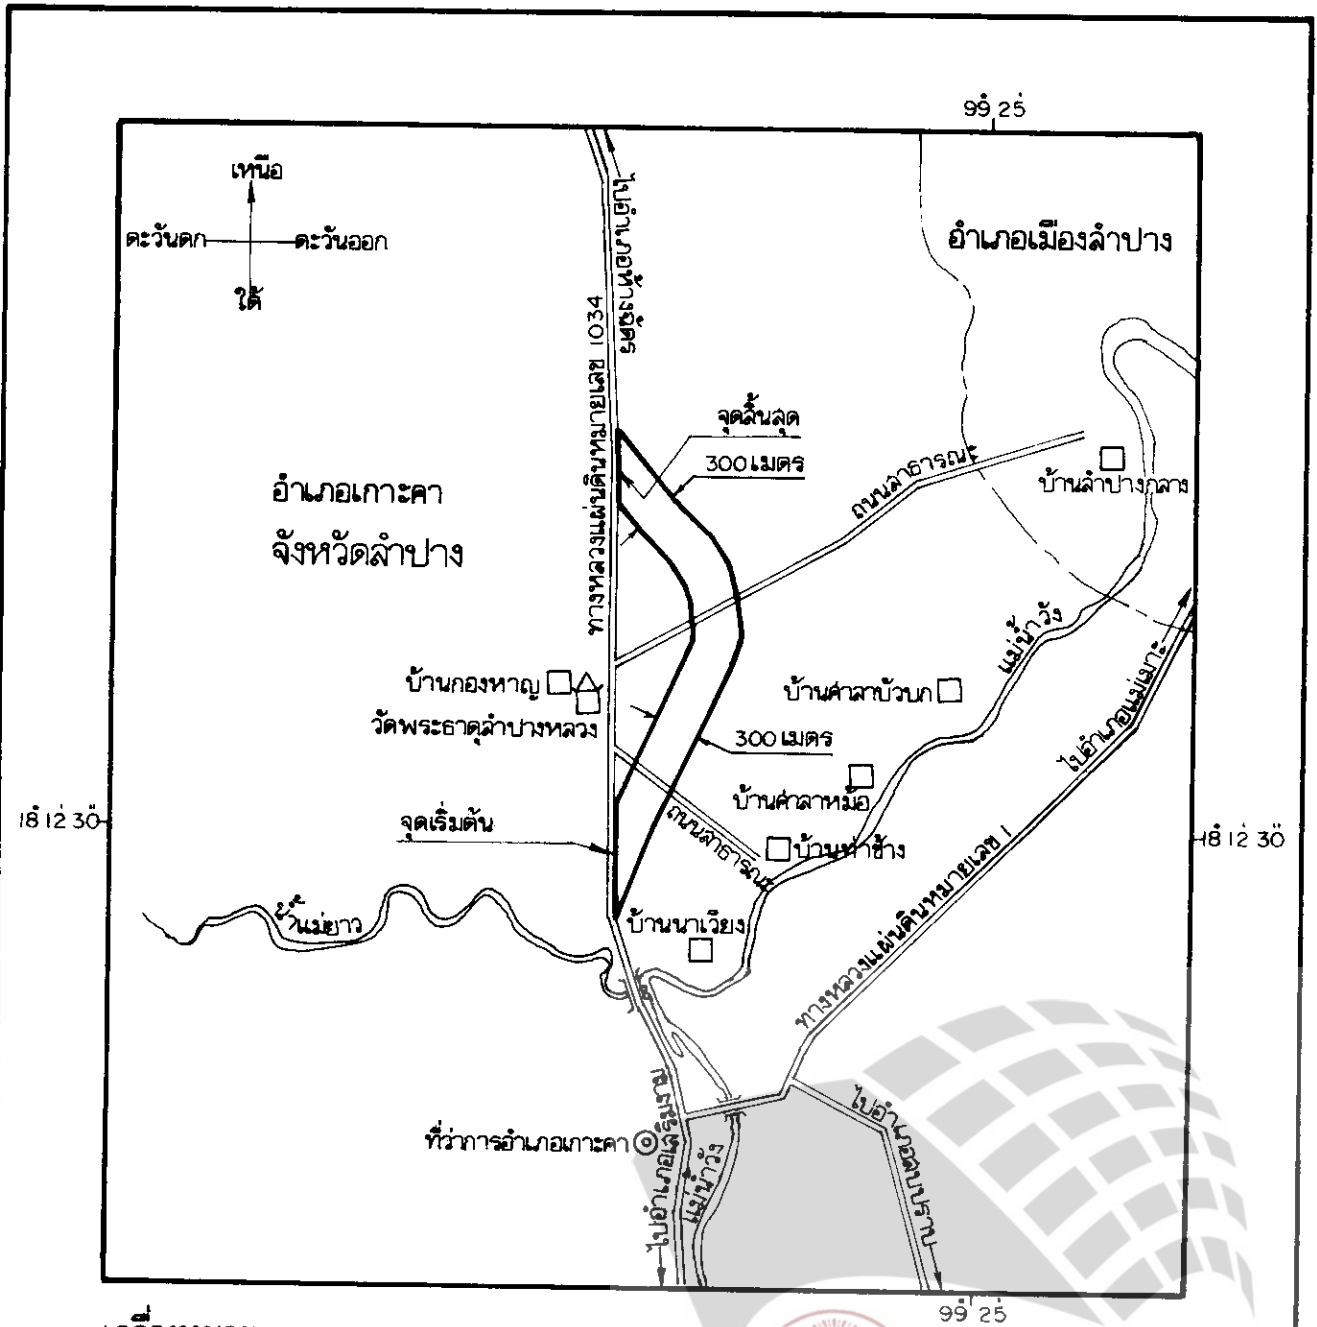 99 25
เหนือ
ตะวันตก
ตะวันออก
ใต้
ไปอำเภอห้างฉัตร
อำเภอเมืองลำปาง
ทางหลวงแผ่นดินหมายเลข 1034
จุดสิ้นสุด
300 เมตร
ถนนสาธารณะ
บ้านลำปางกลาง
อำเภอเกาะคา
จังหวัดลำปาง
แม่น้ำวัง
บ้านกองหาญ
วัดพระธาตุลำปางหลวง
บ้านศาลาบัวบก
300 เมตร
ไปอำเภอแม่เมาะ
บ้านศาลาหม้อ
จุดเริ่มต้น
ถนนสาธารณะ
บ้านท่าช้าง
18 12 30
18 12 30
น้ำแม่ยาว
บ้านนาเวียง
ทางหลวงแผ่นดินหมายเลข 1
ที่ว่าการอำเภอเกาะคา
ไปอำเภอเสริมงาม
แม่น้ำวัง
ไปอำเภอสบปราบ
99 25